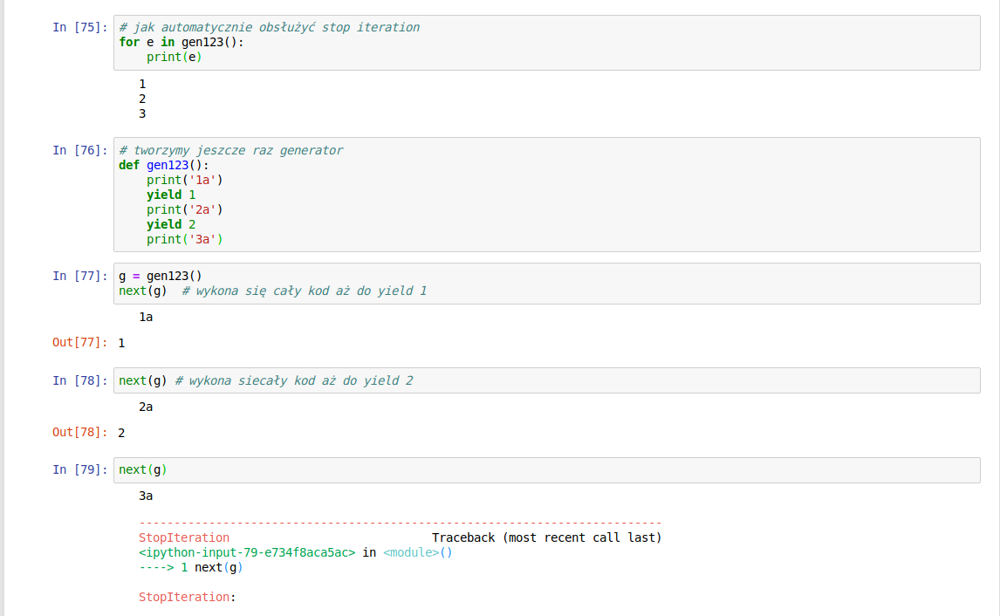 In [75]: # jak automatycznie obsłużyć stop iteration
for e in gen123():
    print(e)
1
2
3
In [76]: # tworzymy jeszcze raz generator
def gen123():
    print('1a')
    yield 1
    print('2a')
    yield 2
    print('3a')
In [77]: g = gen123()
next(g)  # wykona się cały kod aż do yield 1
1a
Out[77]: 1
In [78]: next(g) # wykona siecały kod aż do yield 2
2a
Out[78]: 2
In [79]: next(g)
3a
---------------------------------------------------------------------------
StopIteration                             Traceback (most recent call last)
<ipython-input-79-e734f8aca5ac> in <module>()
----> 1 next(g)
StopIteration: